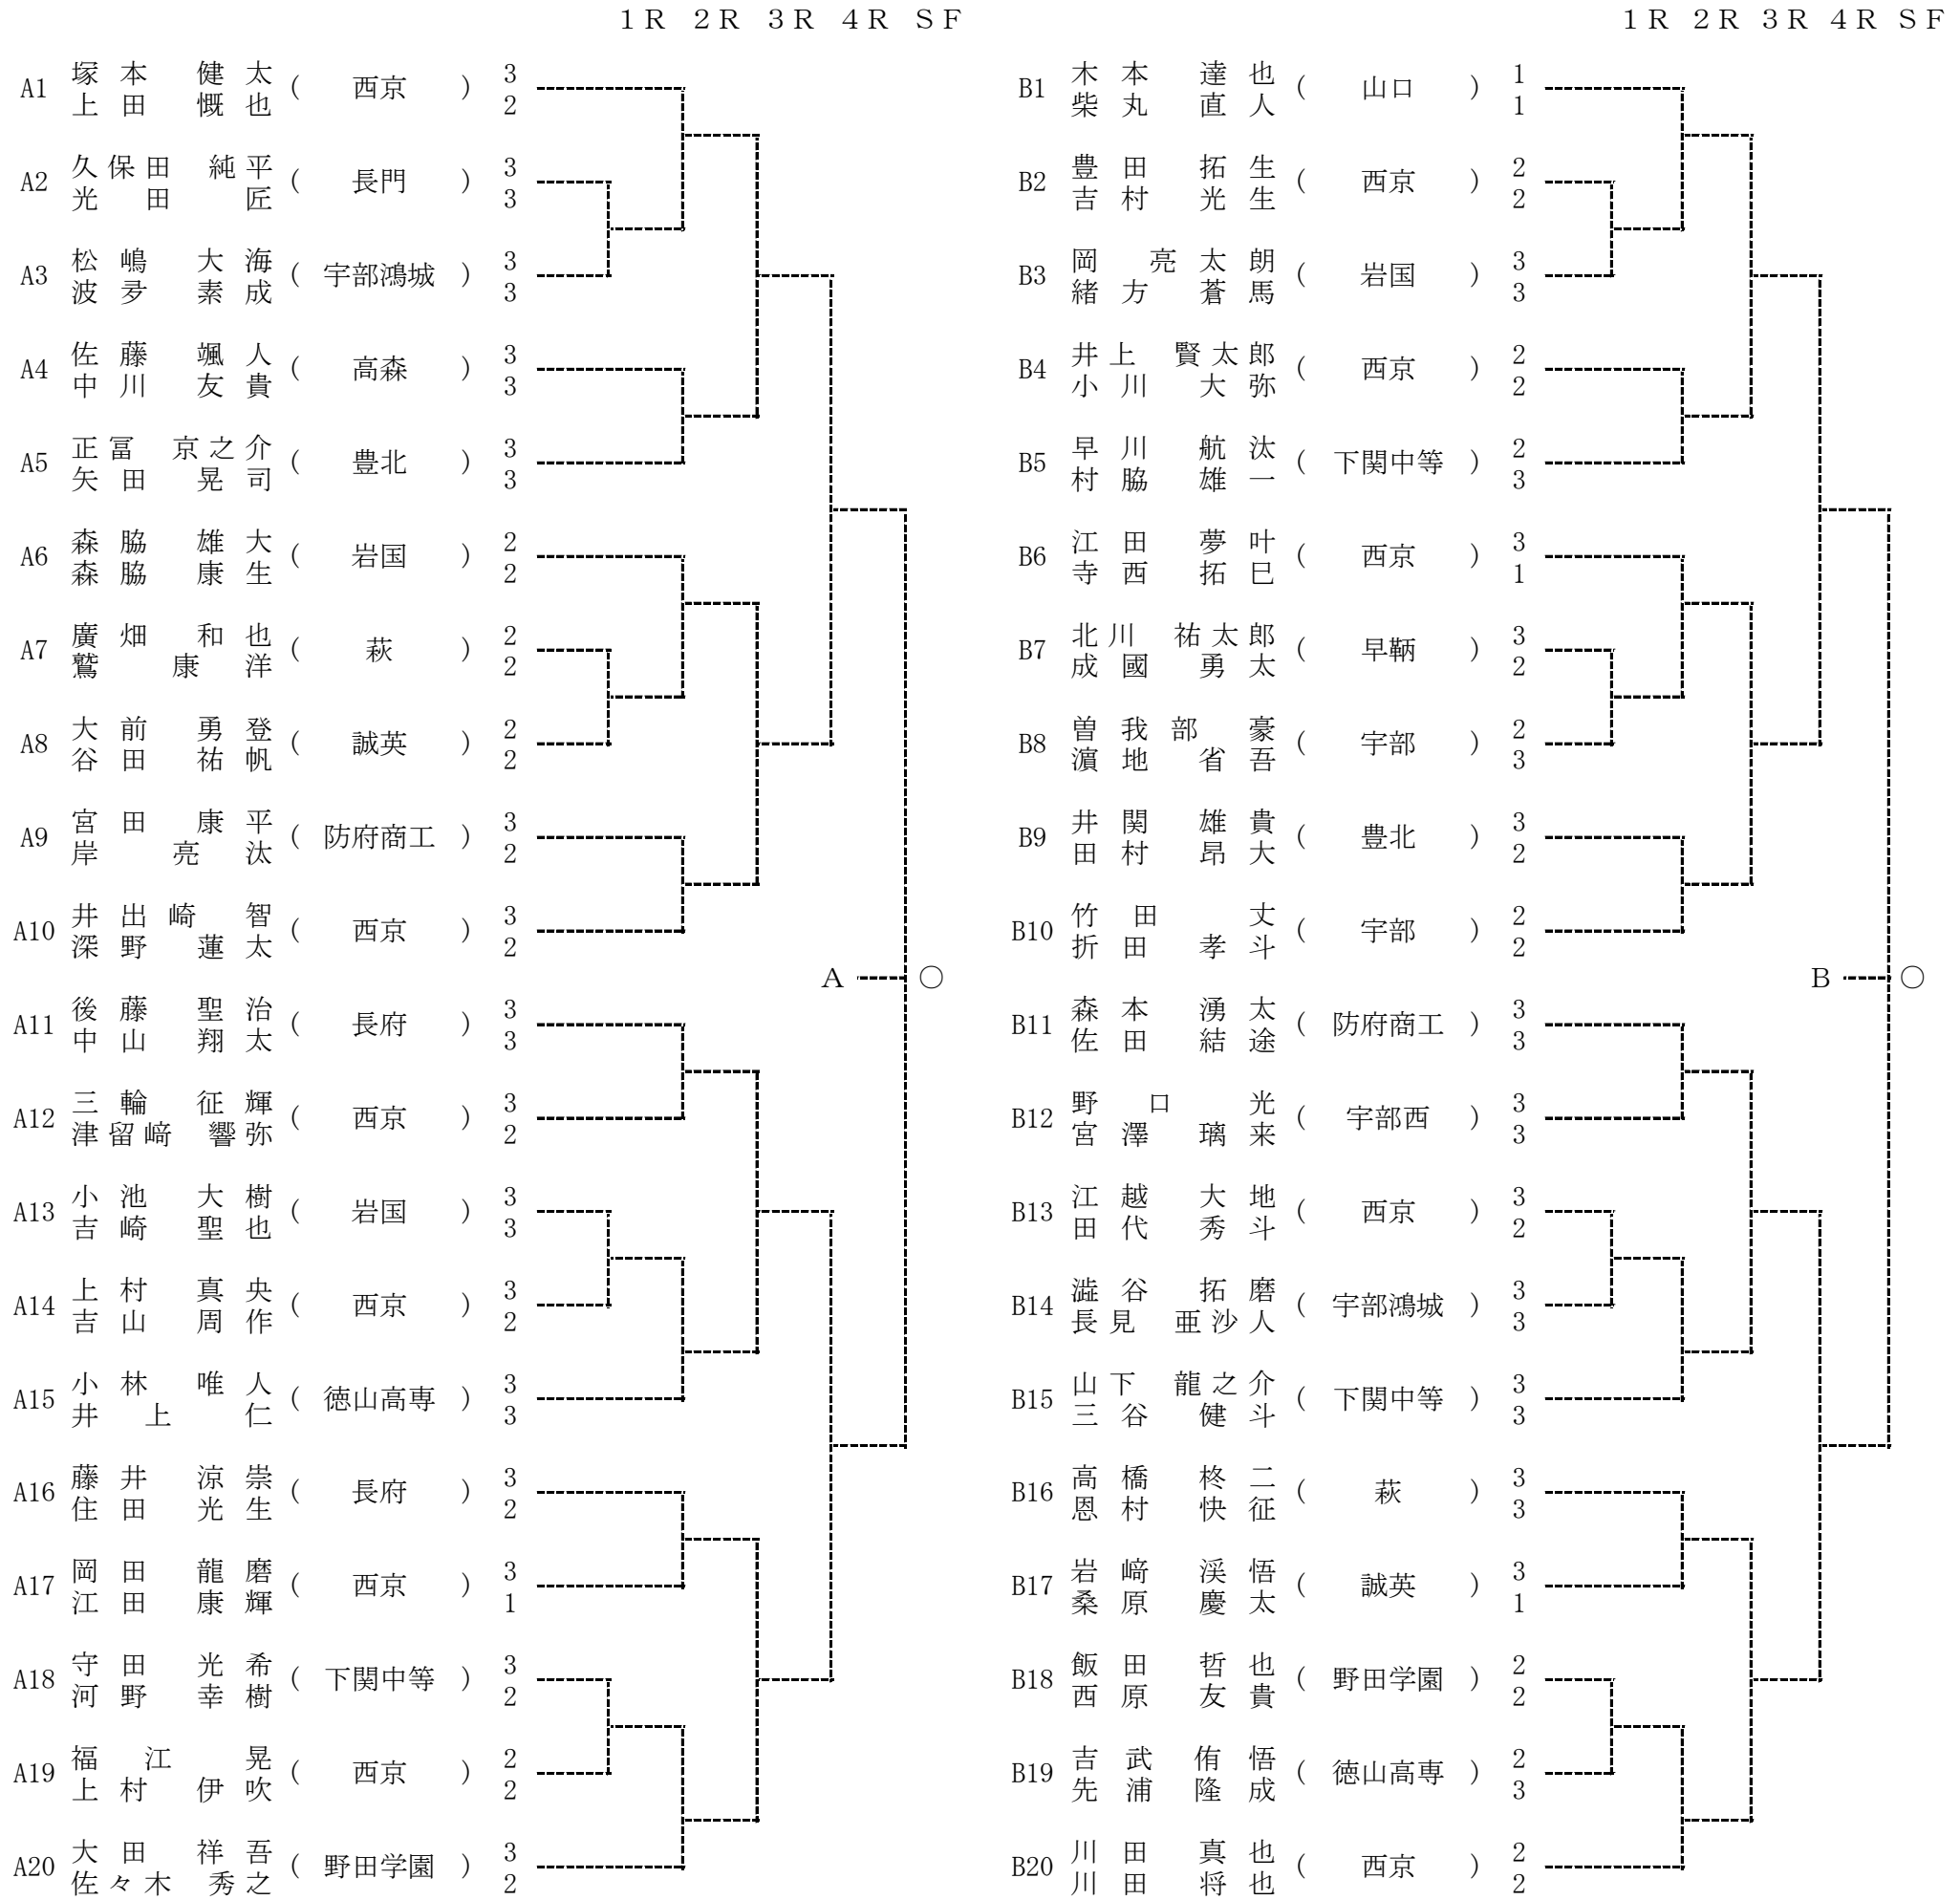 １Ｒ ２Ｒ ３Ｒ ４Ｒ ＳＦ
A1 塚本 健太 ( 西京 ) 3
上田 慨也 2
A2 久保田 純平 ( 長門 ) 3
光田 匠 3
A3 松嶋 大海 ( 宇部鴻城 ) 3
波多 素成 3
A4 佐藤 颯人 ( 高森 ) 3
中川 友貴 3
A5 正冨 京之介 ( 豊北 ) 3
矢田 晃司 3
A6 森脇 雄大 ( 岩国 ) 2
森脇 康生 2
A7 廣畑 和也 ( 萩 ) 2
鷲 康洋 2
A8 大前 勇登 ( 誠英 ) 2
谷田 祐帆 2
A9 宮田 康平 ( 防府商工 ) 3
岸 亮汰 2
A10 井出崎 智 ( 西京 ) 3
深野 蓮太 2
A11 後藤 聖治 ( 長府 ) 3
中山 翔太 3
A12 三輪 征輝 ( 西京 ) 3
津留﨑 響弥 2
A13 小池 大樹 ( 岩国 ) 3
吉崎 聖也 3
A14 上村 真央 ( 西京 ) 3
吉山 周作 2
A15 小林 唯人 ( 徳山高専 ) 3
井上 仁 3
A16 藤井 涼崇 ( 長府 ) 3
住田 光生 2
A17 岡田 龍磨 ( 西京 ) 3
江田 康輝 1
A18 守田 光希 ( 下関中等 ) 3
河野 幸樹 2
A19 福江 晃 ( 西京 ) 2
上村 伊吹 2
A20 大田 祥吾 ( 野田学園 ) 3
佐々木 秀之 2
Ａ ○
１Ｒ ２Ｒ ３Ｒ ４Ｒ ＳＦ
B1 木本 達也 ( 山口 ) 1
柴丸 直人 1
B2 豊田 拓生 ( 西京 ) 2
吉村 光生 2
B3 岡 亮太朗 ( 岩国 ) 3
緒方 蒼馬 3
B4 井上 賢太郎 ( 西京 ) 2
小川 大弥 2
B5 早川 航汰 ( 下関中等 ) 2
村脇 雄一 3
B6 江田 夢叶 ( 西京 ) 3
寺西 拓巳 1
B7 北川 祐太郎 ( 早鞆 ) 3
成國 勇太 2
B8 曽我部 豪 ( 宇部 ) 2
濵地 省吾 3
B9 井関 雄貴 ( 豊北 ) 3
田村 昂大 2
B10 竹田 丈 ( 宇部 ) 2
折田 孝斗 2
B11 森本 湧太 ( 防府商工 ) 3
佐田 結途 3
B12 野口 光 ( 宇部西 ) 3
宮澤 璃来 3
B13 江越 大地 ( 西京 ) 3
田代 秀斗 2
B14 澁谷 拓磨 ( 宇部鴻城 ) 3
長見 亜沙人 3
B15 山下 龍之介 ( 下関中等 ) 3
三谷 健斗 3
B16 高橋 柊二 ( 萩 ) 3
恩村 快征 3
B17 岩﨑 渓悟 ( 誠英 ) 3
桑原 慶太 1
B18 飯田 哲也 ( 野田学園 ) 2
西原 友貴 2
B19 吉武 侑悟 ( 徳山高専 ) 2
先浦 隆成 3
B20 川田 真也 ( 西京 ) 2
川田 将也 2
Ｂ ○